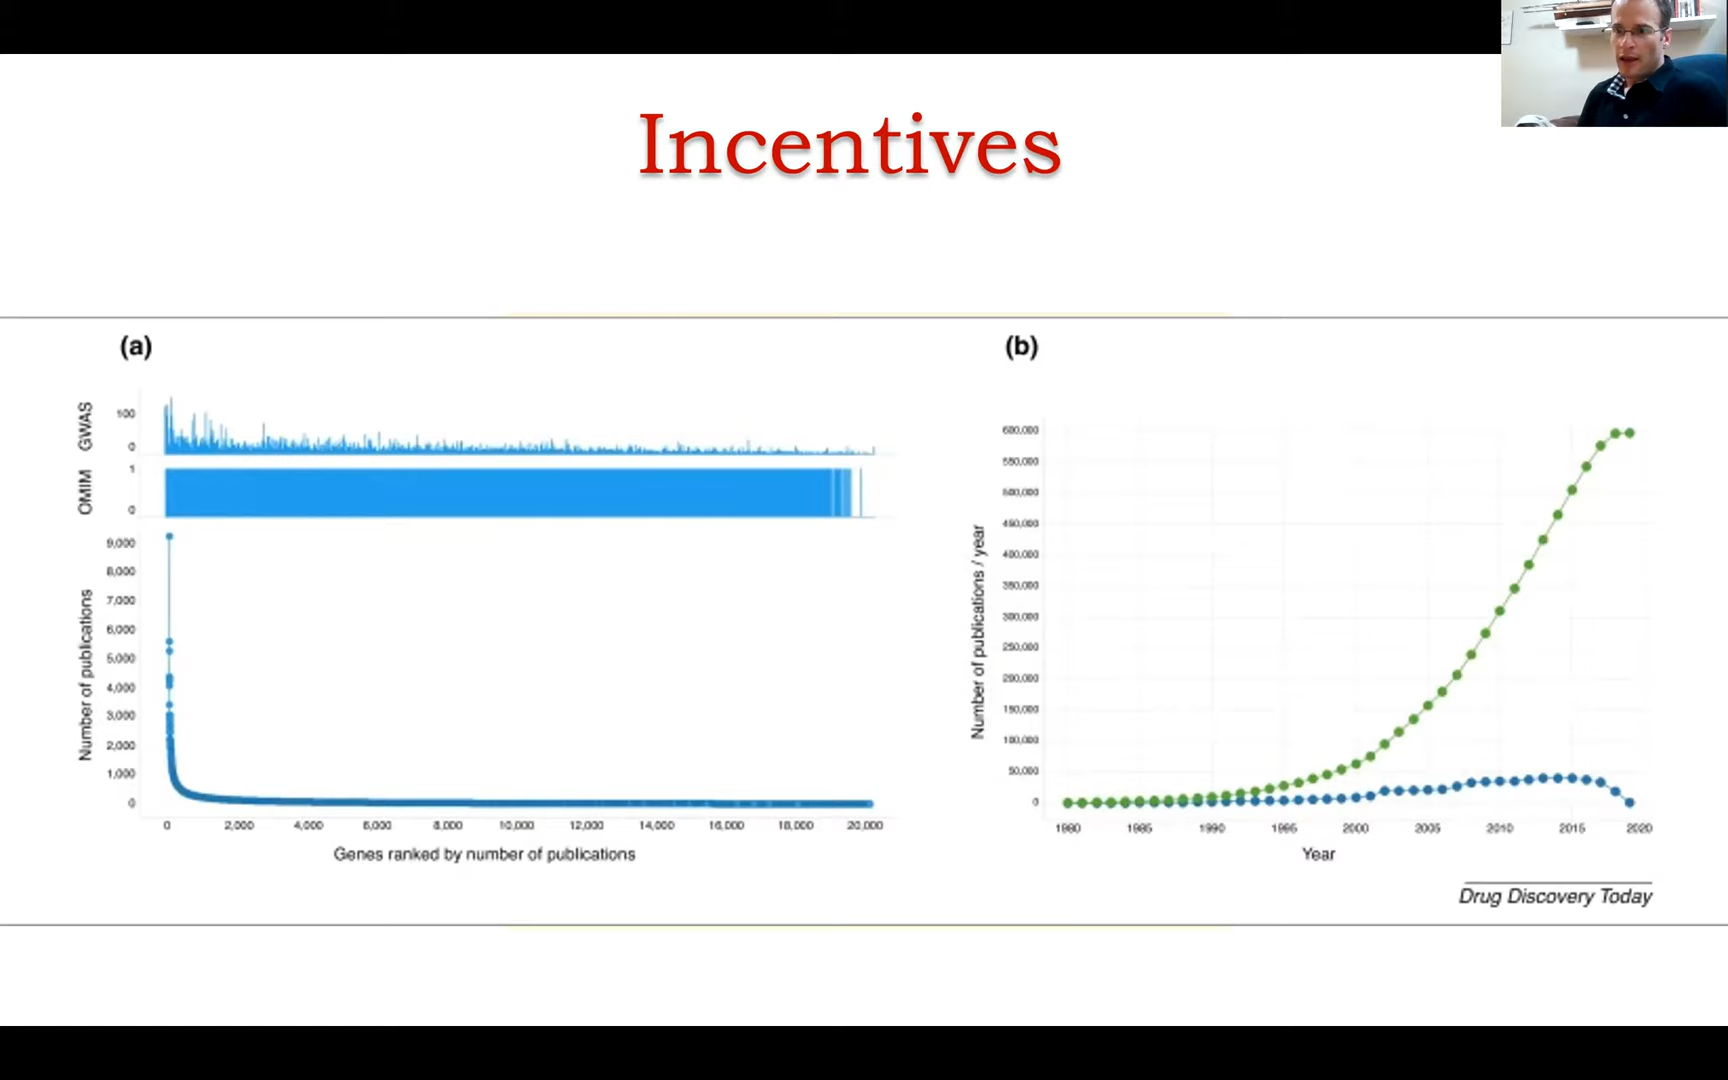 Incentives
(a)
GWAS
100
0
OMIM
1
0
Number of publications
9,000
8,000
7,000
6,000
5,000
4,000
3,000
2,000
1,000
0
0 2,000 4,000 6,000 8,000 10,000 12,000 14,000 16,000 18,000 20,000
Genes ranked by number of publications
(b)
Number of publications / year
600,000
550,000
500,000
450,000
400,000
350,000
300,000
250,000
200,000
150,000
100,000
50,000
0
1980 1985 1990 1995 2000 2005 2010 2015 2020
Year
Drug Discovery Today